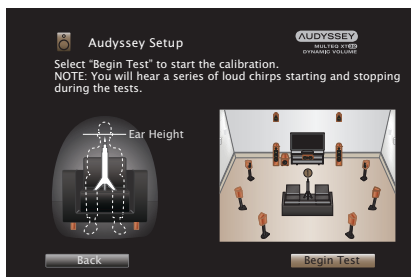 Audyssey Setup
AUDYSSEY
MULTEQ XT32
DYNAMIC VOLUME
Select “Begin Test” to start the calibration.
NOTE: You will hear a series of loud chirps starting and stopping
during the tests.
Ear Height
Back
Begin Test